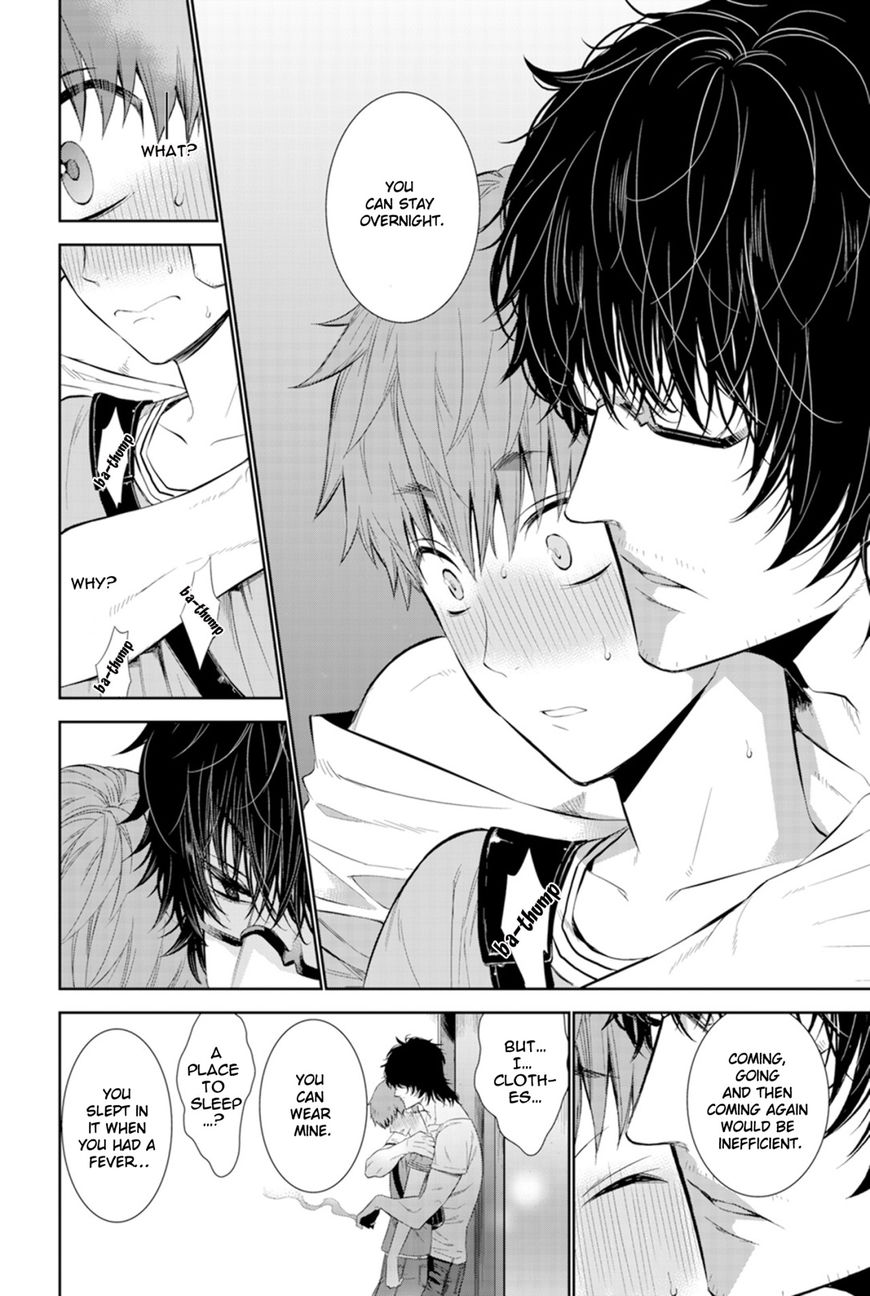 YOU
CAN STAY
OVERNIGHT.
ba-thump
WHAT?
ba-thump
WHY?
ba-thump
ba-thump
COMING,
GOING
AND THEN
COMING AGAIN
WOULD BE
INEFFICIENT.
BUT...
I...
CLOTH-
ES...
YOU
CAN
WEAR
MINE.
A
PLACE
TO
SLEEP
...?
YOU
SLEPT IN
IT WHEN
YOU HAD A
FEVER...